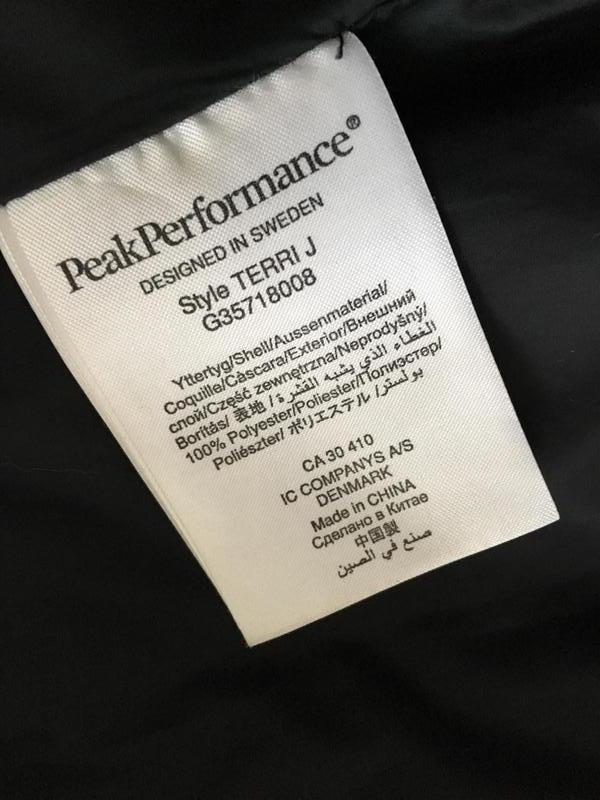 PeakPerformance®
DESIGNED IN SWEDEN
Style TERRI J
G35718008
Yttertyg/Shell/Aussenmaterial/
Coquille/Càscara/Exterior/Внешний
слой/Część zewnętrzna/Neprodyšný/
Borítás/ 表地 / الغطاء الذي يشبه القشرة/
100% Polyester/Poliester/Полиэстер/
Poliészter/ ポリエステル /بولستر
CA 30 410
IC COMPANYS A/S
DENMARK
Made in CHINA
Сделано в Китае
中国製
صنع في الصين